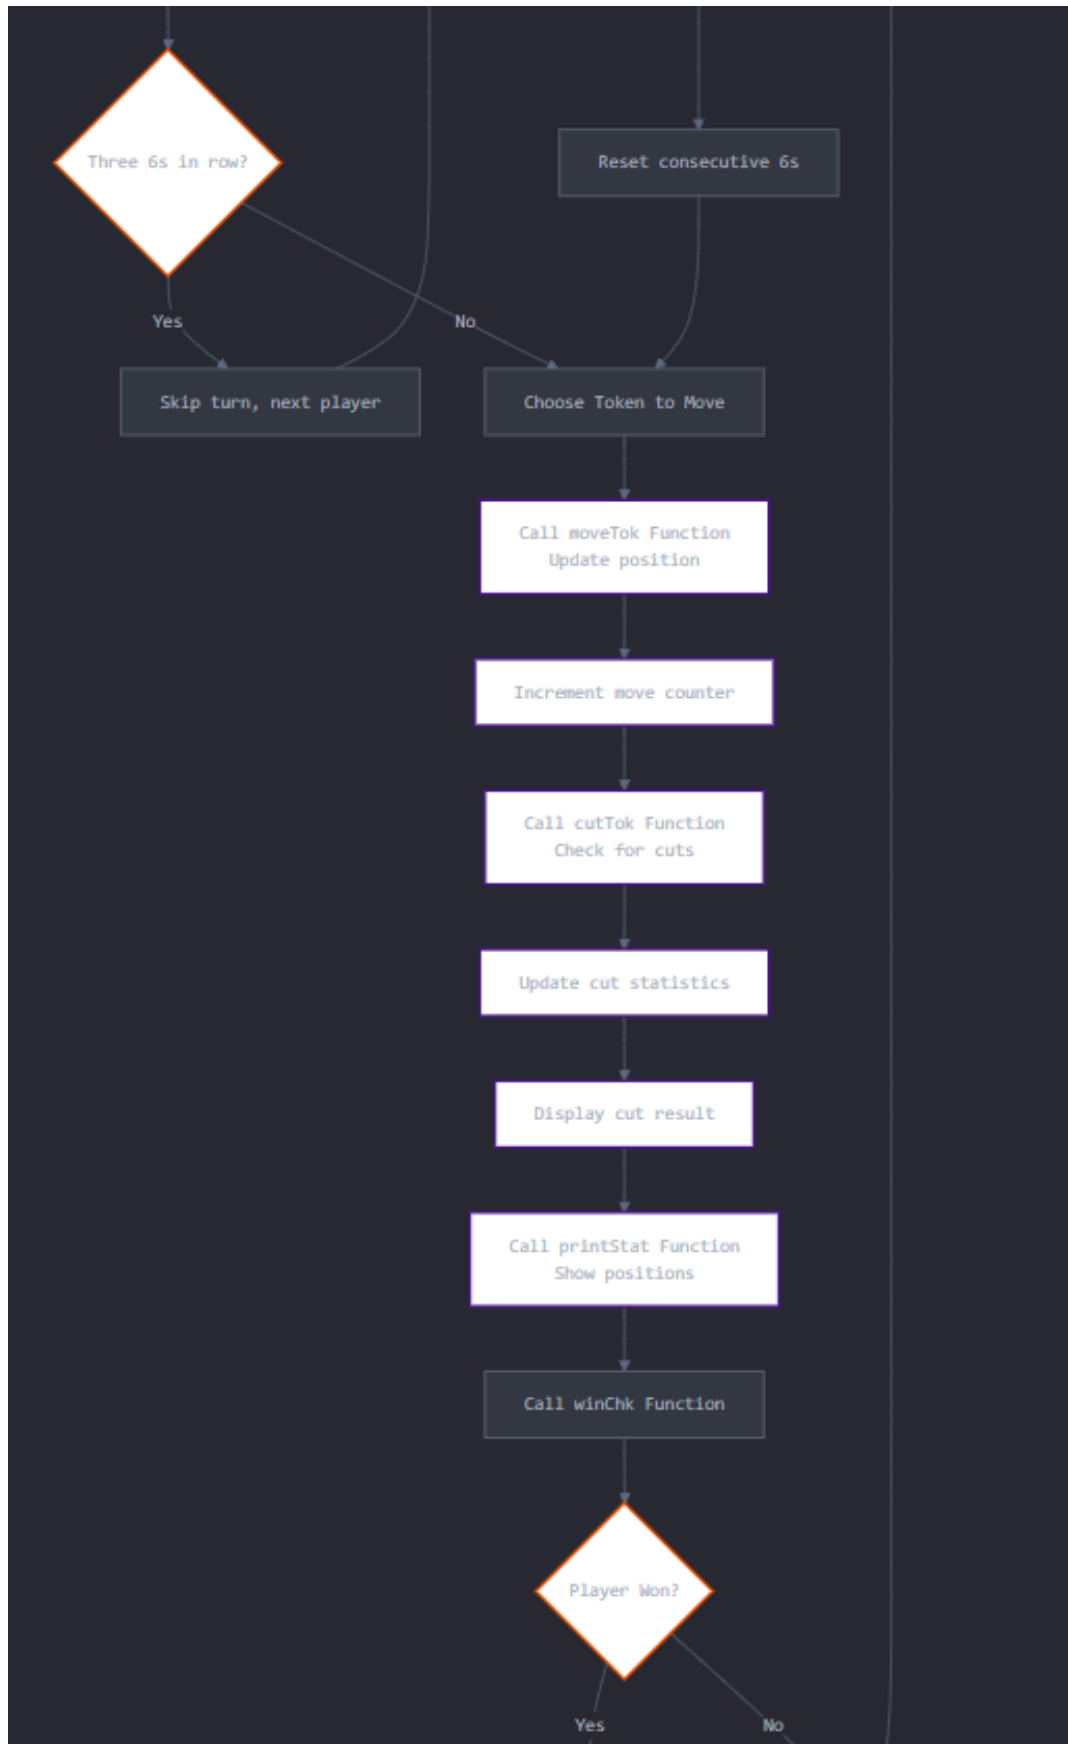 Three 6s in row?
Reset consecutive 6s
Yes
No
Skip turn, next player
Choose Token to Move
Call moveTok Function
Update position
Increment move counter
Call cutTok Function
Check for cuts
Update cut statistics
Display cut result
Call printStat Function
Show positions
Call winChk Function
Player Won?
Yes
No